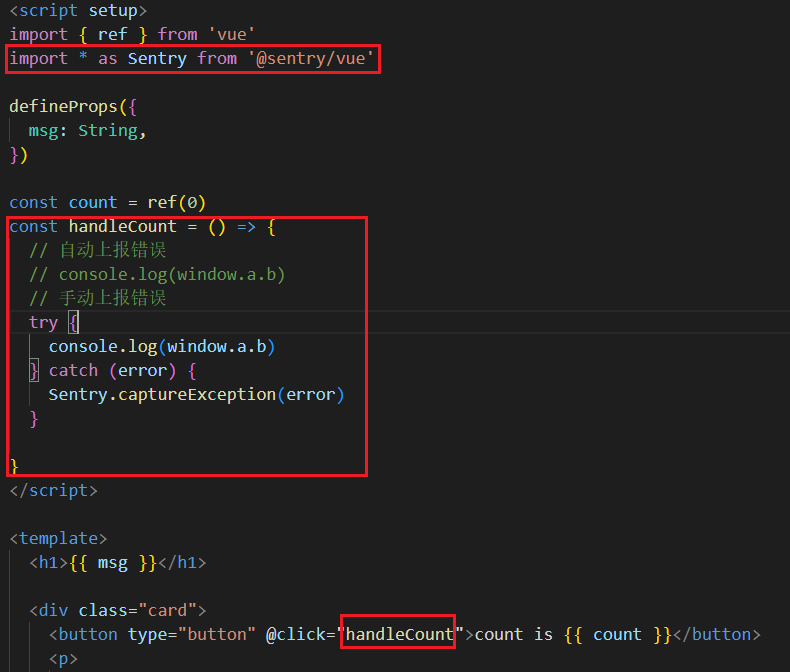 <script setup>
import { ref } from 'vue'
import * as Sentry from '@sentry/vue'
defineProps({
  msg: String,
})
const count = ref(0)
const handleCount = () => {
  // 自动上报错误
  // console.log(window.a.b)
  // 手动上报错误
  try {
    console.log(window.a.b)
  } catch (error) {
    Sentry.captureException(error)
  }
}
</script>
<template>
  <h1>{{ msg }}</h1>
  <div class="card">
    <button type="button" @click="handleCount">count is {{ count }}</button>
    <p>